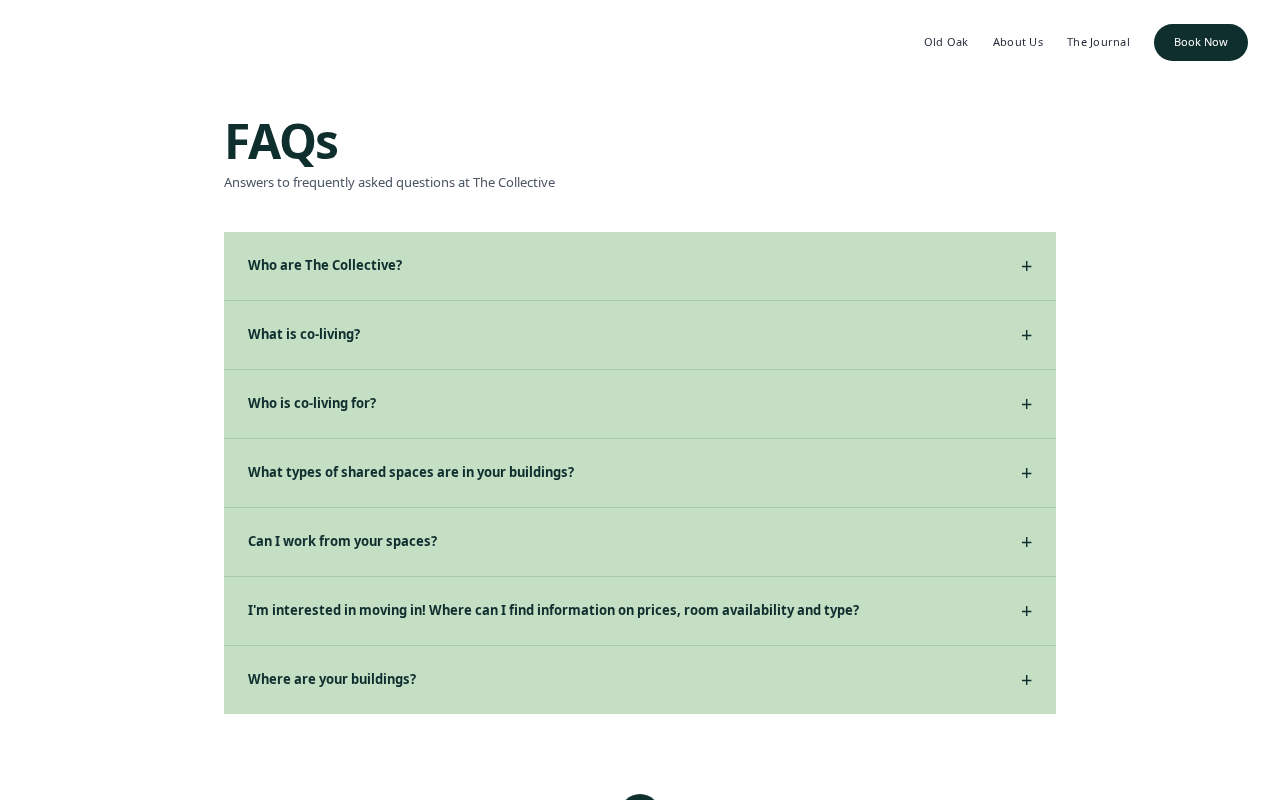 Old Oak
About Us
The Journal
Book Now
FAQs
Answers to frequently asked questions at The Collective
Who are The Collective?
+
What is co-living?
+
Who is co-living for?
+
What types of shared spaces are in your buildings?
+
Can I work from your spaces?
+
I'm interested in moving in! Where can I find information on prices, room availability and type?
+
Where are your buildings?
+